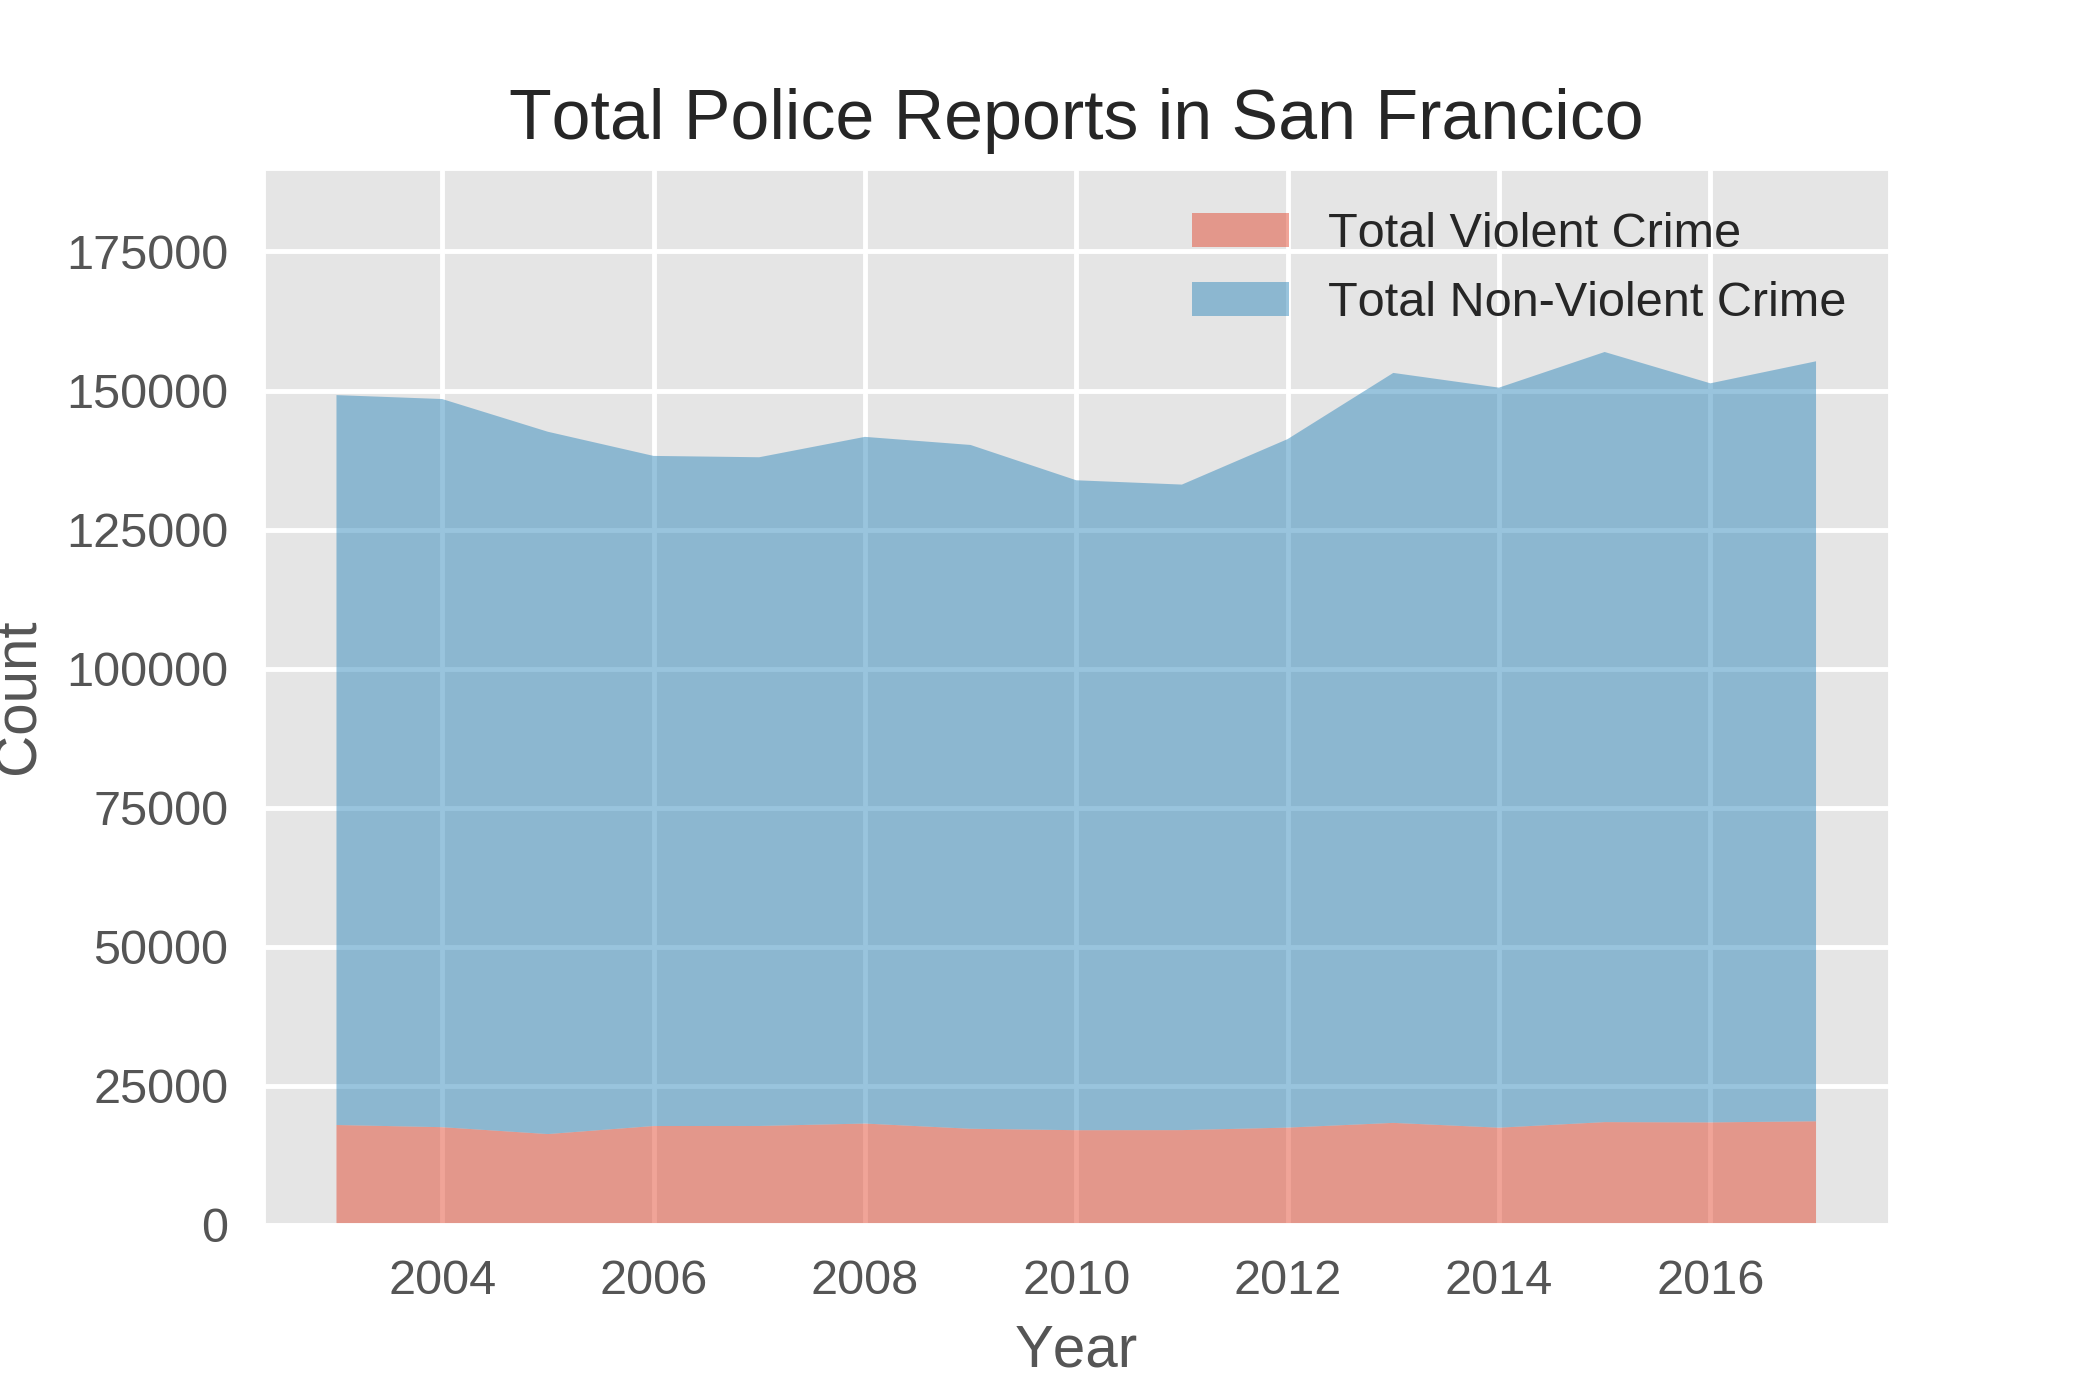 Total Police Reports in San Francico
Total Violent Crime
Total Non-Violent Crime
175000
150000
125000
100000
75000
50000
25000
0
Count
2004 2006 2008 2010 2012 2014 2016
Year